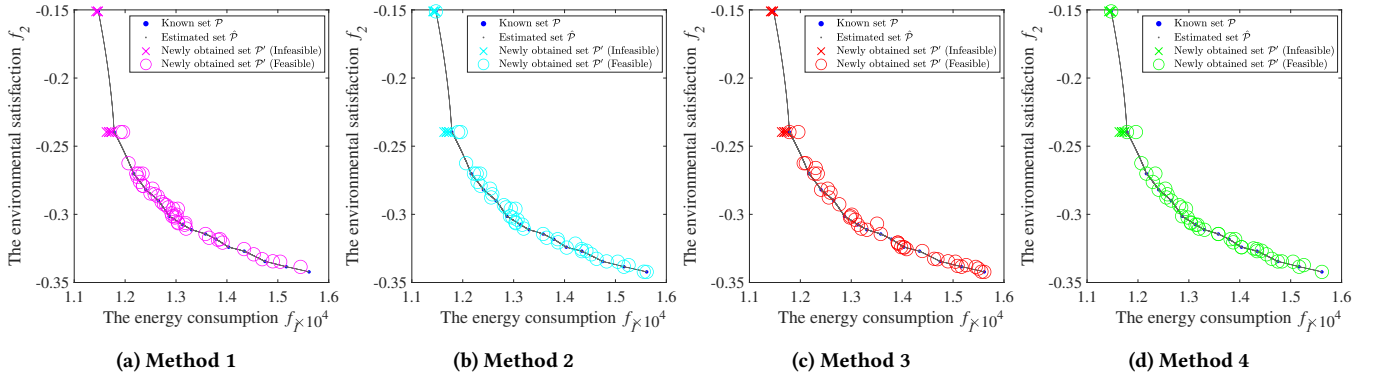 The environmental satisfaction f2
-0.2
-0.25
-0.3
-0.35
1.1
1.2
1.3
1.4
1.5
1.6
The energy consumption f1
×10^4
Known set P
Estimated set P̂
Newly obtained set P′ (Infeasible)
Newly obtained set P′ (Feasible)
(a) Method 1
The environmental satisfaction f2
-0.2
-0.25
-0.3
-0.35
1.1
1.2
1.3
1.4
1.5
1.6
The energy consumption f1
×10^4
Known set P
Estimated set P̂
Newly obtained set P′ (Infeasible)
Newly obtained set P′ (Feasible)
(b) Method 2
The environmental satisfaction f2
-0.2
-0.25
-0.3
-0.35
1.1
1.2
1.3
1.4
1.5
1.6
The energy consumption f1
×10^4
Known set P
Estimated set P̂
Newly obtained set P′ (Infeasible)
Newly obtained set P′ (Feasible)
(c) Method 3
The environmental satisfaction f2
-0.2
-0.25
-0.3
-0.35
1.1
1.2
1.3
1.4
1.5
1.6
The energy consumption f1
×10^4
Known set P
Estimated set P̂
Newly obtained set P′ (Infeasible)
Newly obtained set P′ (Feasible)
(d) Method 4